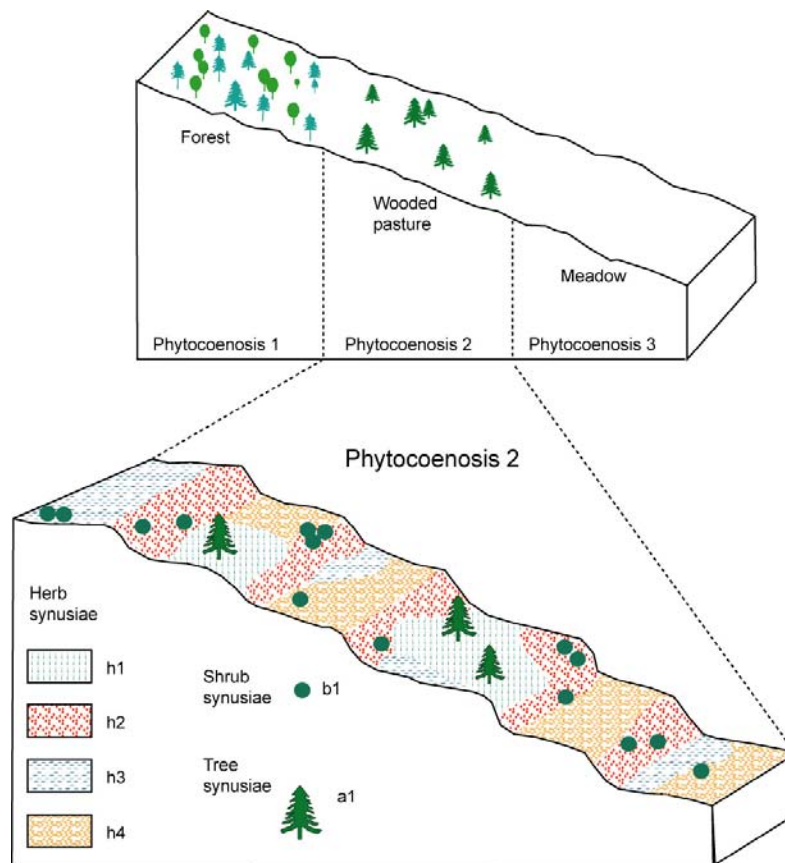 Forest
Wooded
pasture
Meadow
Phytocoenosis 1
Phytocoenosis 2
Phytocoenosis 3
Phytocoenosis 2
Herb
synusiae
h1
h2
h3
h4
Shrub
synusiae
b1
Tree
synusiae
a1